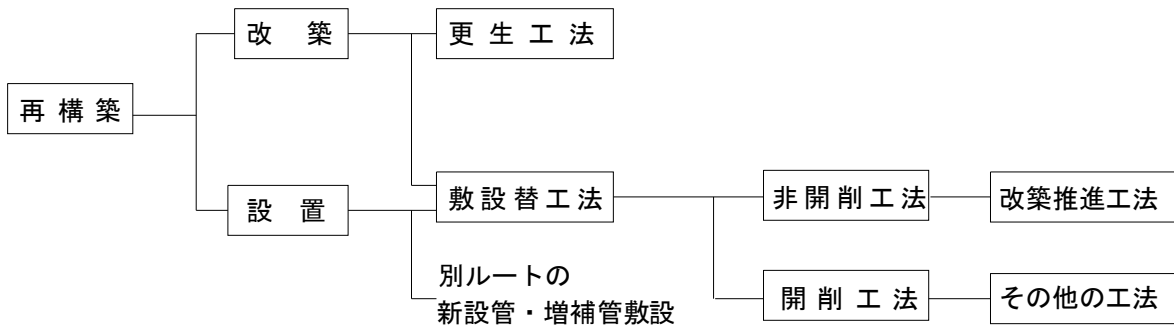 改築
更生工法
再構築
設置
敷設替工法
非開削工法
改築推進工法
別ルートの
新設管・増補管敷設
開削工法
その他の工法